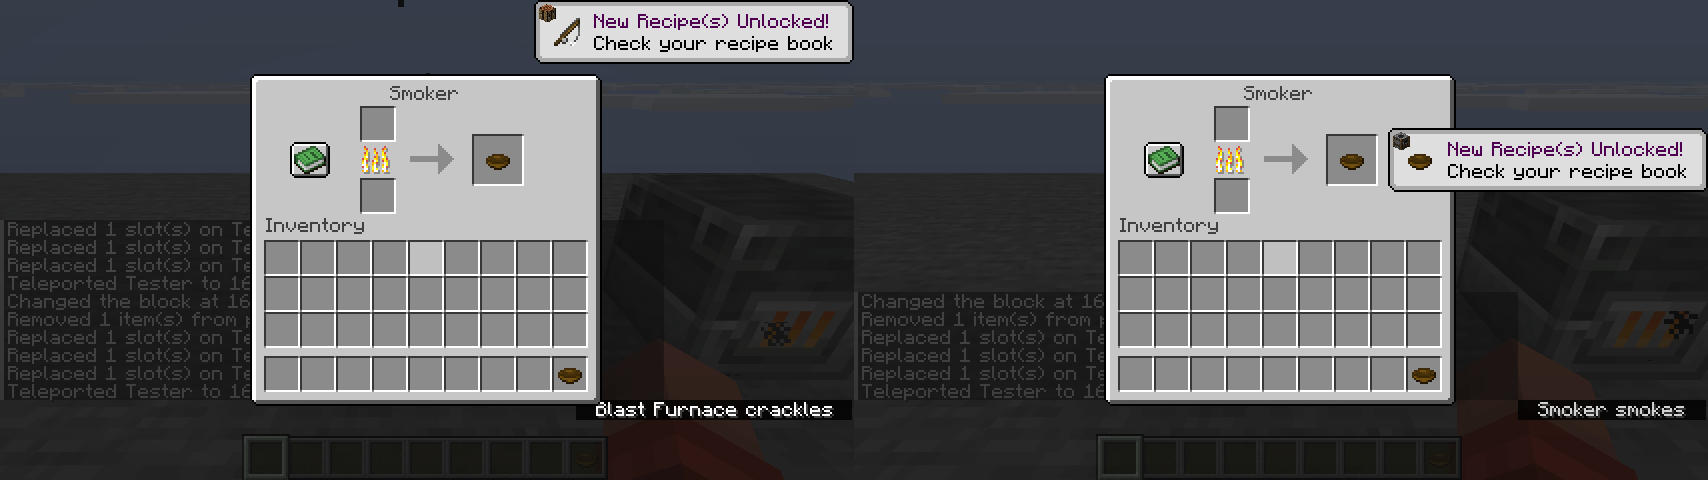 New Recipe(s) Unlocked!
Check your recipe book
Smoker
Inventory
Replaced 1 slot(s) on Te
Replaced 1 slot(s) on Te
Replaced 1 slot(s) on Te
Teleported Tester to 16
Changed the block at 16
Removed 1 item(s) from
Replaced 1 slot(s) on Te
Replaced 1 slot(s) on Te
Replaced 1 slot(s) on Te
Teleported Tester to 16
Blast Furnace crackles
Smoker
New Recipe(s) Unlocked!
Check your recipe book
Inventory
Changed the block at 16
Removed 1 item(s) from
Replaced 1 slot(s) on Te
Replaced 1 slot(s) on Te
Replaced 1 slot(s) on Te
Teleported Tester to 16
Smoker smokes